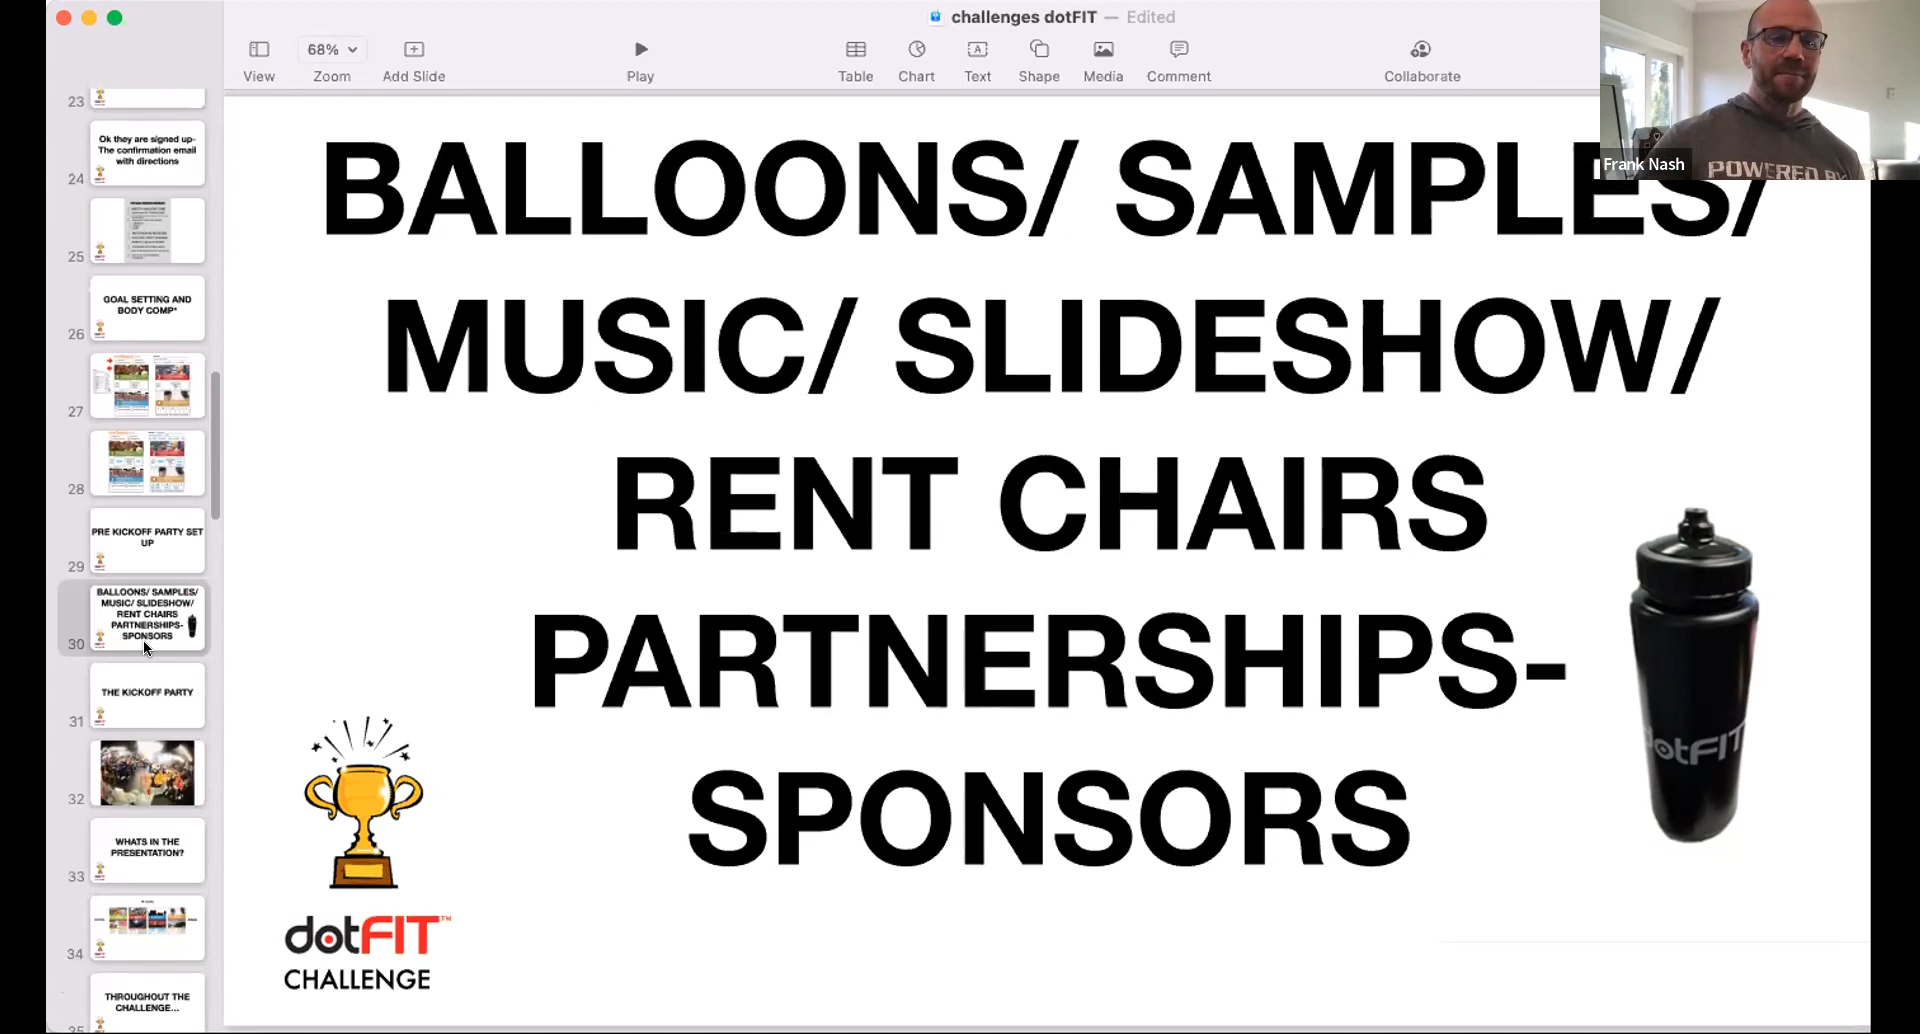 challenges dotFIT — Edited
View
68%
Zoom
Add Slide
Play
Table
Chart
Text
Shape
Media
Comment
Collaborate
Frank Nash
POWERED BY
23
Ok they are signed up-
The confirmation email
with directions
24
25
GOAL SETTING AND
BODY COMP*
26
27
28
PRE KICKOFF PARTY SET
UP
29
BALLOONS/ SAMPLES/
MUSIC/ SLIDESHOW/
RENT CHAIRS
PARTNERSHIPS-
SPONSORS
30
THE KICKOFF PARTY
31
32
WHATS IN THE
PRESENTATION?
33
34
THROUGHOUT THE
CHALLENGE...
35
BALLOONS/ SAMPLES/
MUSIC/ SLIDESHOW/
RENT CHAIRS
PARTNERSHIPS-
SPONSORS
dotFIT
dotFIT™
CHALLENGE